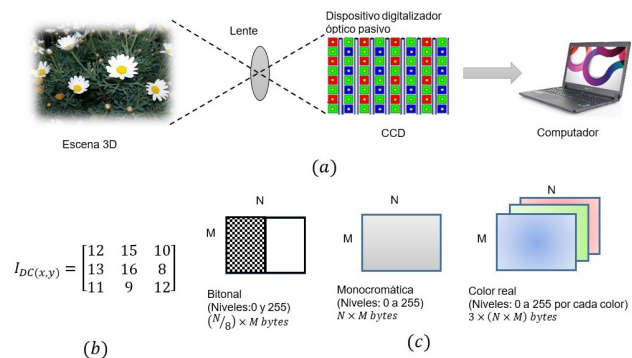 Lente
Dispositivo digitalizador
óptico pasivo
Escena 3D
CCD
Computador
(a)
I_{DC(x,y)} = [12 15 10
13 16 8
11 9 12]
(b)
N
M
Bitonal
(Niveles:0 y 255)
(N/8) × M bytes
N
M
Monocromática
(Niveles: 0 a 255)
N × M bytes
N
M
Color real
(Niveles: 0 a 255 por cada color)
3 × (N × M) bytes
(c)